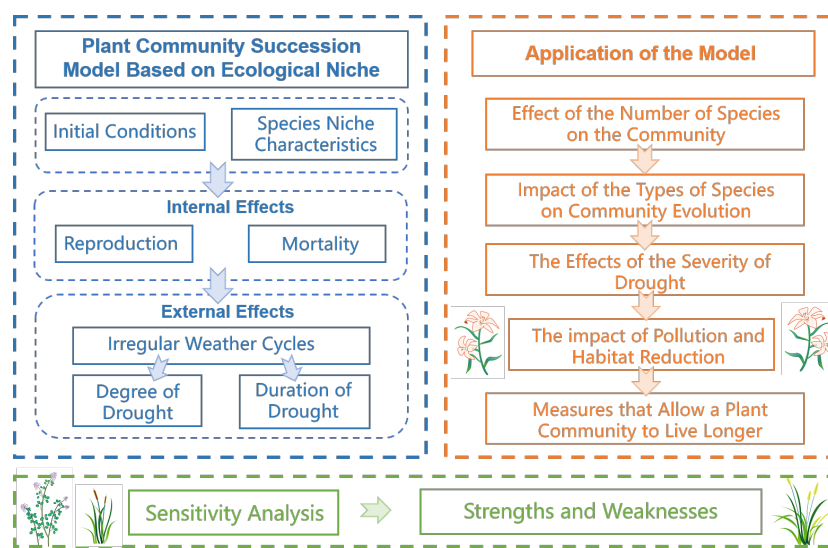 Plant Community Succession
Model Based on Ecological Niche
Initial Conditions
Species Niche
Characteristics
Internal Effects
Reproduction
Mortality
External Effects
Irregular Weather Cycles
Degree of
Drought
Duration of
Drought
Application of the Model
Effect of the Number of Species
on the Community
Impact of the Types of Species
on Community Evolution
The Effects of the Severity of
Drought
The impact of Pollution and
Habitat Reduction
Measures that Allow a Plant
Community to Live Longer
Sensitivity Analysis
Strengths and Weaknesses